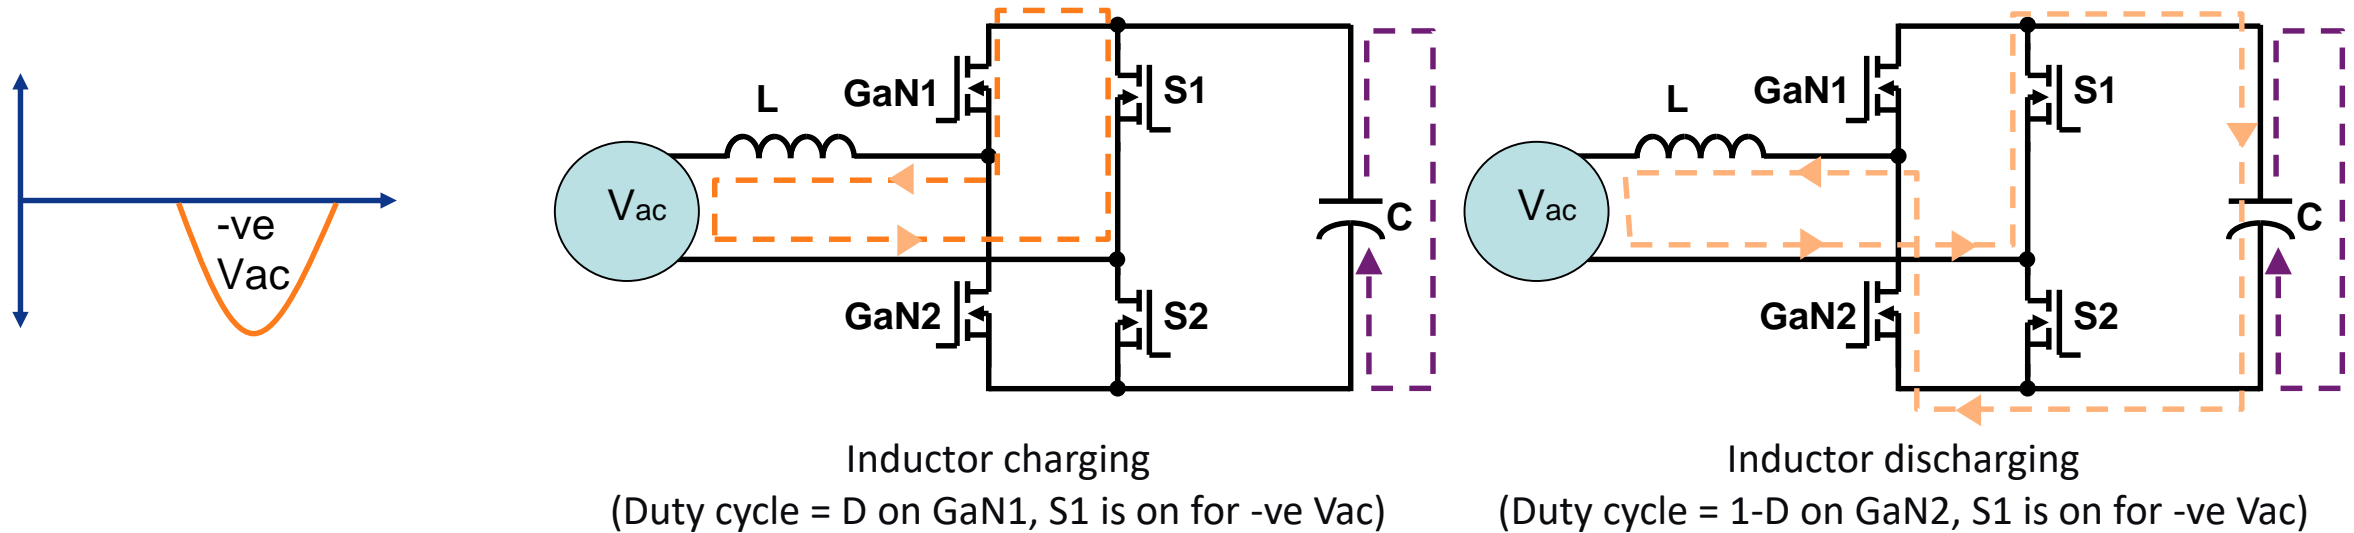 -ve
Vac
Vac
L
GaN1
S1
C
GaN2
S2
Inductor charging
(Duty cycle = D on GaN1, S1 is on for -ve Vac)
Vac
L
GaN1
S1
C
GaN2
S2
Inductor discharging
(Duty cycle = 1-D on GaN2, S1 is on for -ve Vac)